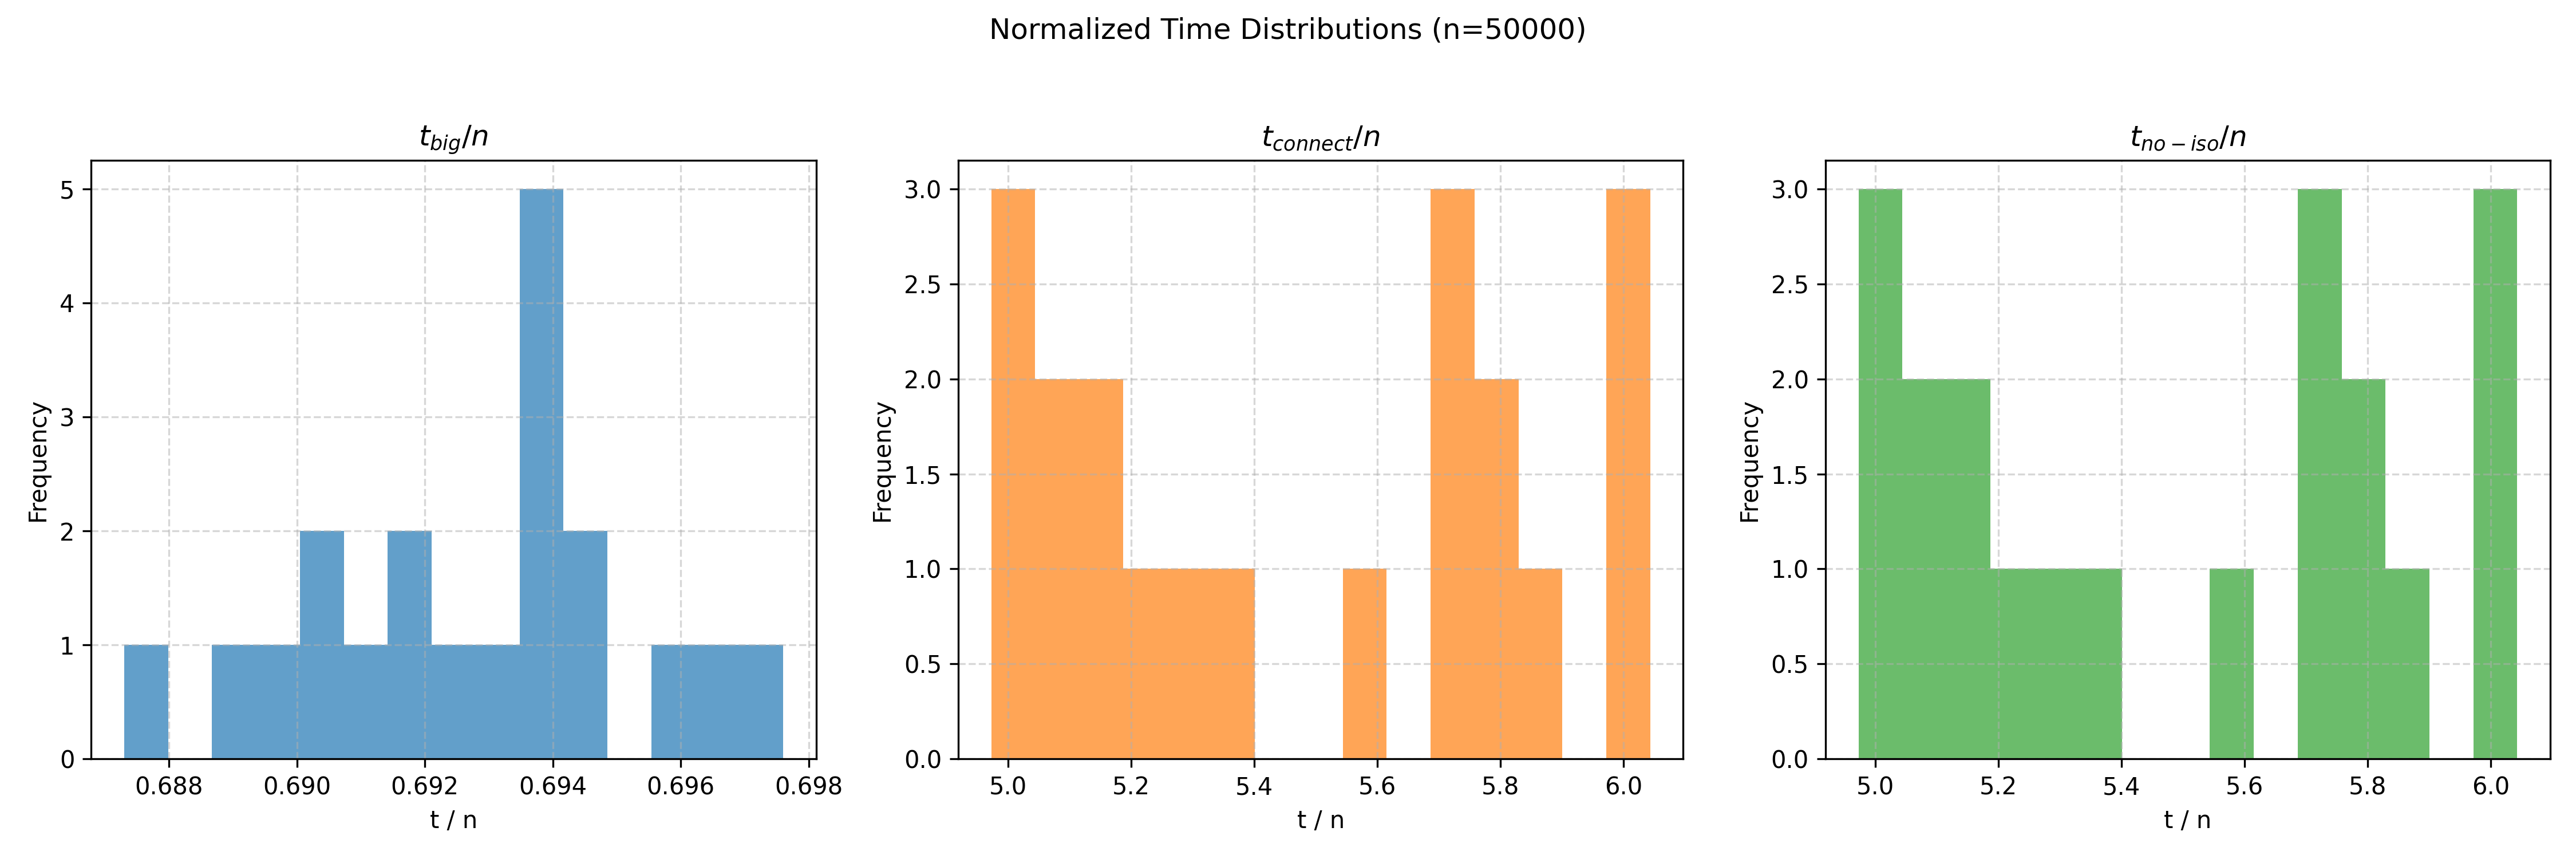 Normalized Time Distributions (n=50000)
t_big/n
Frequency
5
4
3
2
1
0
0.688 0.690 0.692 0.694 0.696 0.698
t / n
t_connect/n
Frequency
3.0
2.5
2.0
1.5
1.0
0.5
0.0
5.0 5.2 5.4 5.6 5.8 6.0
t / n
t_no−iso/n
Frequency
3.0
2.5
2.0
1.5
1.0
0.5
0.0
5.0 5.2 5.4 5.6 5.8 6.0
t / n